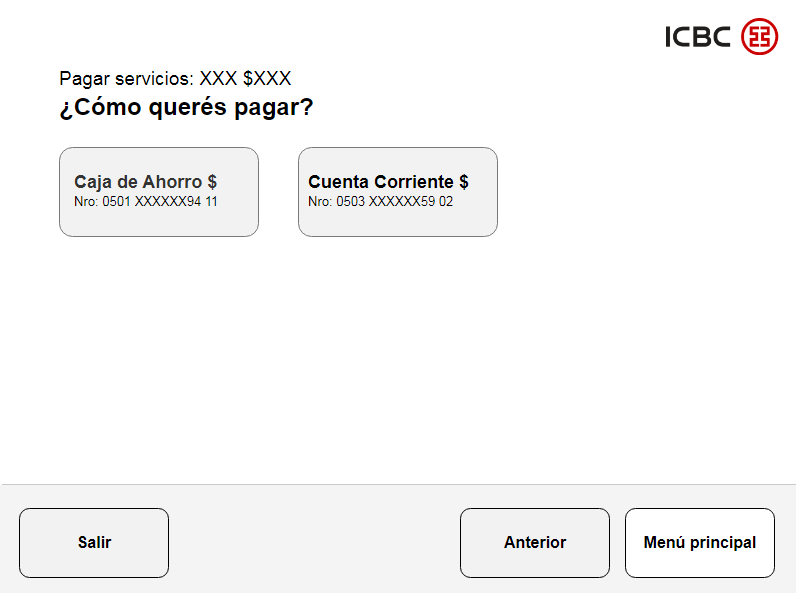 ICBC
Pagar servicios: XXX $XXX
¿Cómo querés pagar?
Caja de Ahorro $
Nro: 0501 XXXXXX94 11
Cuenta Corriente $
Nro: 0503 XXXXXX59 02
Salir
Anterior
Menú principal